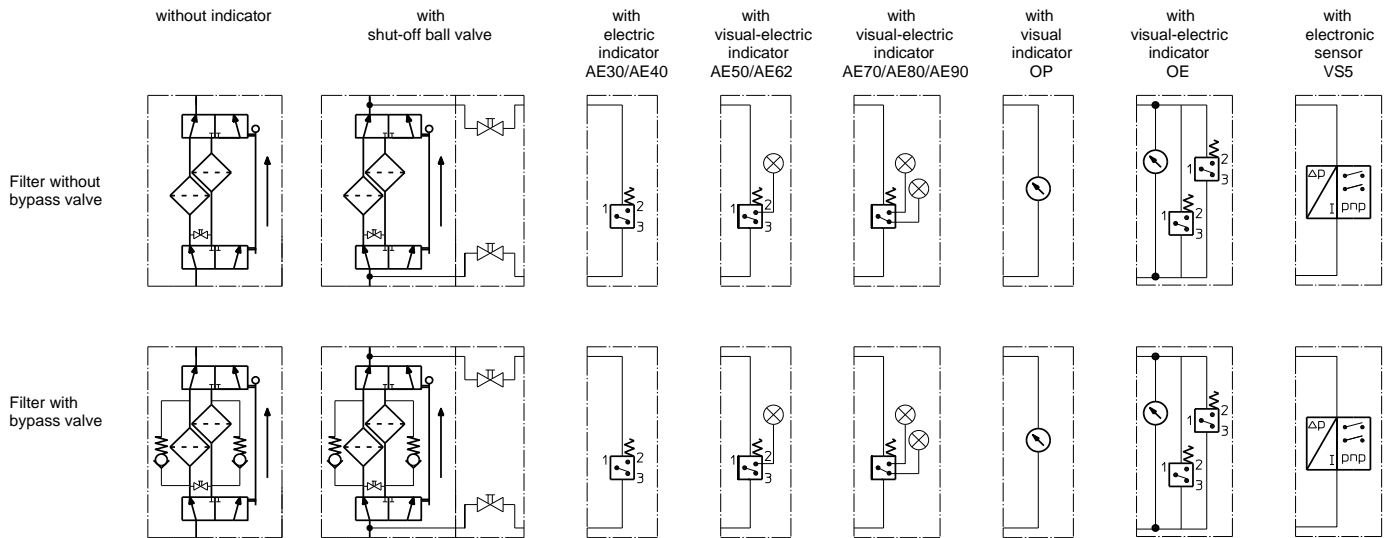 without indicator
with
shut-off ball valve
with
electric
indicator
AE30/AE40
with
visual-electric
indicator
AE50/AE62
with
visual-electric
indicator
AE70/AE80/AE90
with
visual
indicator
OP
with
visual-electric
indicator
OE
with
electronic
sensor
VS5
Filter without
bypass valve
1 2
3
1 2
3
1 2
3
1 2
3
Δp
I pnp
Filter with
bypass valve
1 2
3
1 2
3
1 2
3
1 2
3
Δp
I pnp